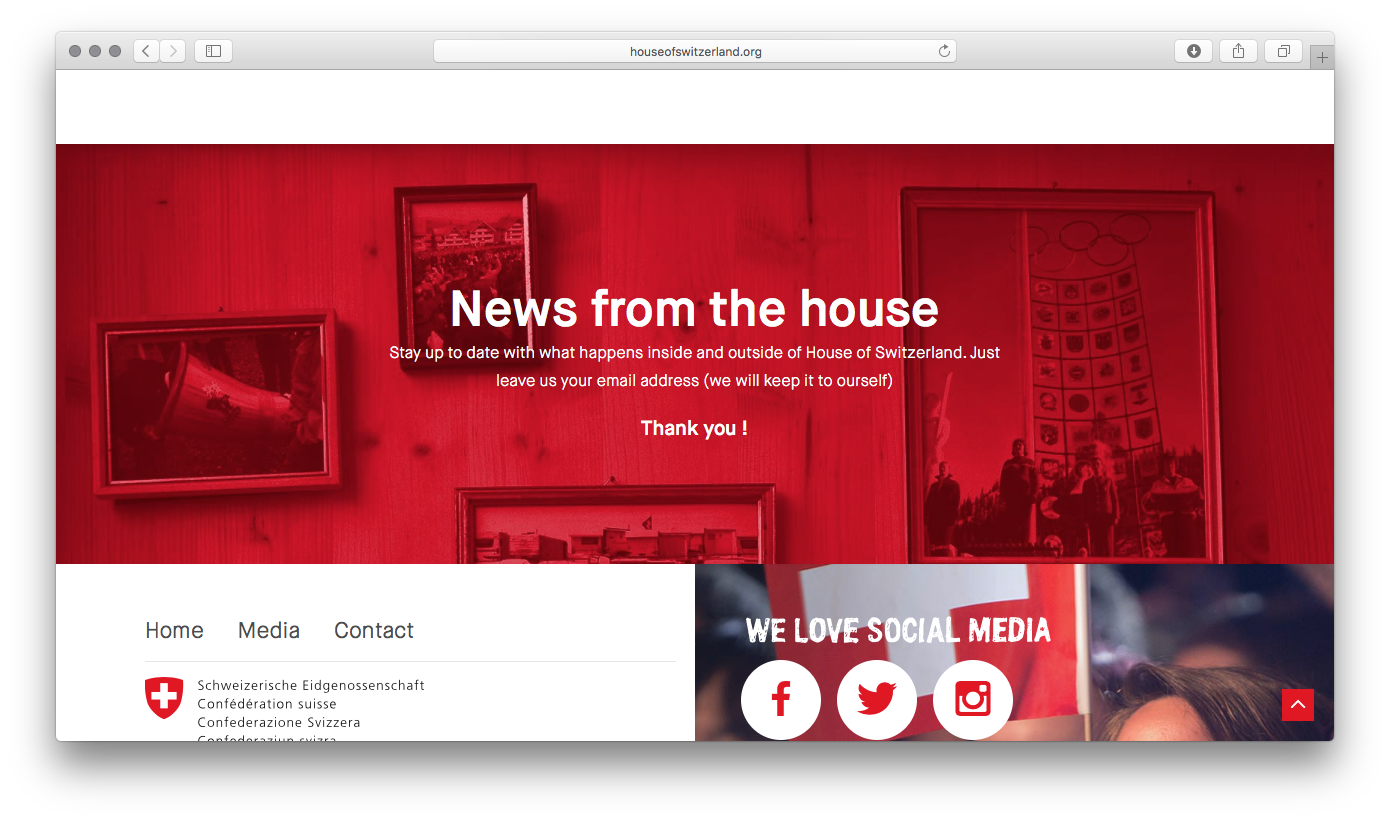 houseofswitzerland.org
News from the house
Stay up to date with what happens inside and outside of House of Switzerland. Just
leave us your email address (we will keep it to ourself)
Thank you !
Home Media Contact
Schweizerische Eidgenossenschaft
Confédération suisse
Confederazione Svizzera
Confederaziun svizra
WE LOVE SOCIAL MEDIA